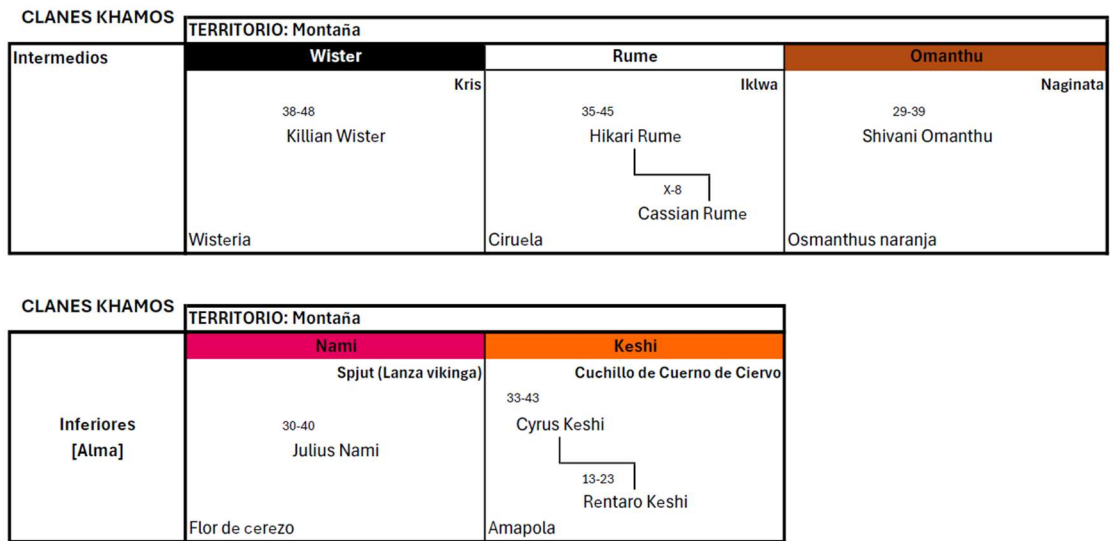 CLANES KHAMOS
TERRITORIO: Montaña
Intermedios
Wister
Rume
Omanthu
Kris
Iklwa
Naginata
38-48
35-45
29-39
Killian Wister
Hikari Rume
Shivani Omanthu
X-8
Cassian Rume
Wisteria
Ciruela
Osmanthus naranja
CLANES KHAMOS
TERRITORIO: Montaña
Nami
Keshi
Spjut (Lanza vikinga)
Cuchillo de Cuerno de Ciervo
33-43
Inferiores
[Alma]
30-40
Cyrus Keshi
Julius Nami
13-23
Rentaro Keshi
Flor de cerezo
Amapola